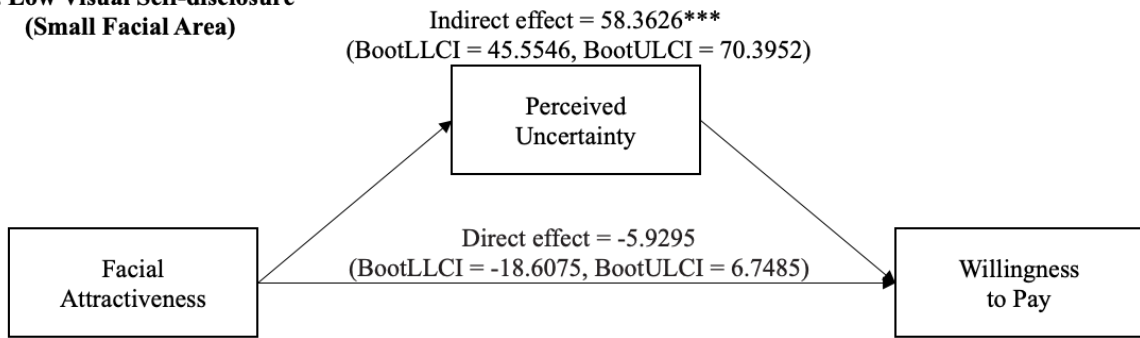 Low Visual Self-disclosure
(Small Facial Area)
Indirect effect = 58.3626***
(BootLLCI = 45.5546, BootULCI = 70.3952)
Perceived
Uncertainty
Direct effect = -5.9295
(BootLLCI = -18.6075, BootULCI = 6.7485)
Facial
Attractiveness
Willingness
to Pay